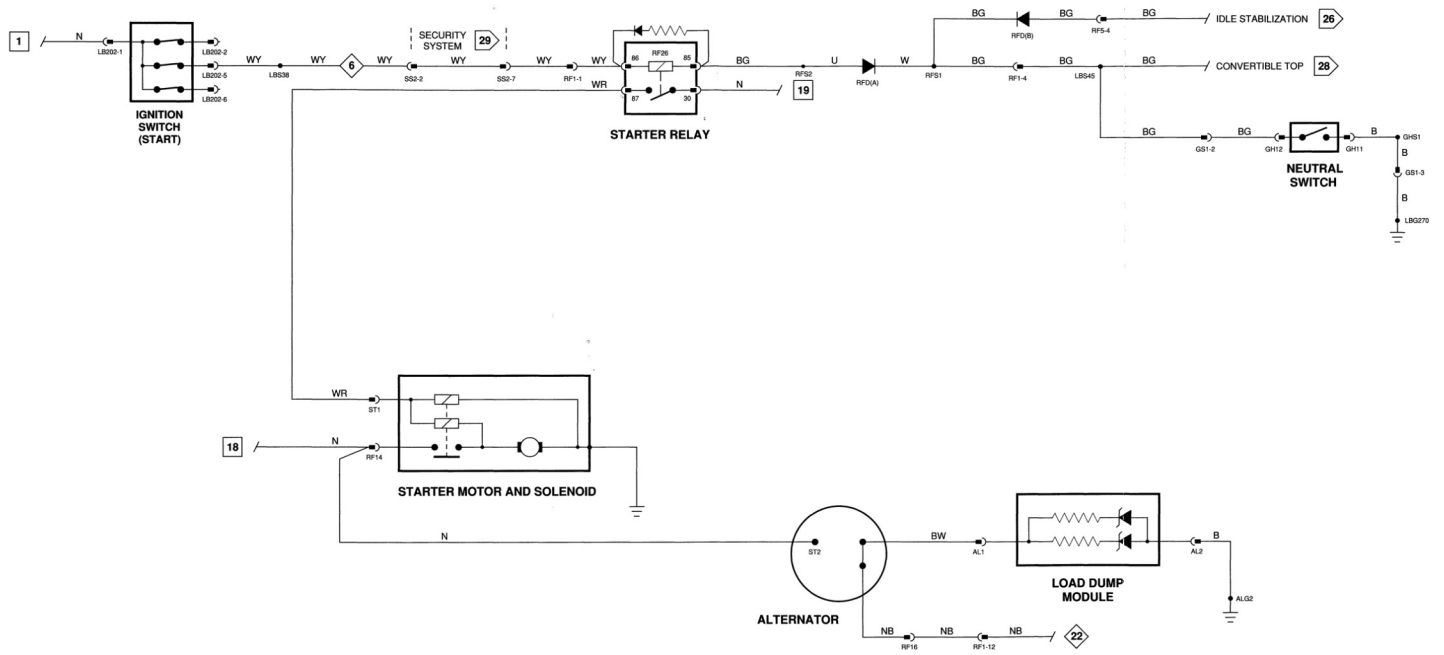 BG BG BG IDLE STABILIZATION 26
RFD(B) RF5-4
1 N LB202-1 LB202-2
SECURITY
SYSTEM 29
WY WY WY WY WY WY 86 RF26 85 BG U W BG BG BG CONVERTIBLE TOP 28
LB202-5 LBS38 6 SS2-2 SS2-7 RF1-1 RFS2 RFD(A) RFS1 RF1-4 LBS45
WR 87 30 N 19
LB202-6
IGNITION
SWITCH
(START)
STARTER RELAY
BG BG B GHS1
GS1-2 GH12 GH11 B
NEUTRAL
SWITCH
GS1-3
B
LBG270
WR
ST1
18 N
RF14
STARTER MOTOR AND SOLENOID
N ST2 BW AL1 AL2 B
LOAD DUMP
MODULE
ALG2
ALTERNATOR
NB NB NB 22
RF16 RF1-12